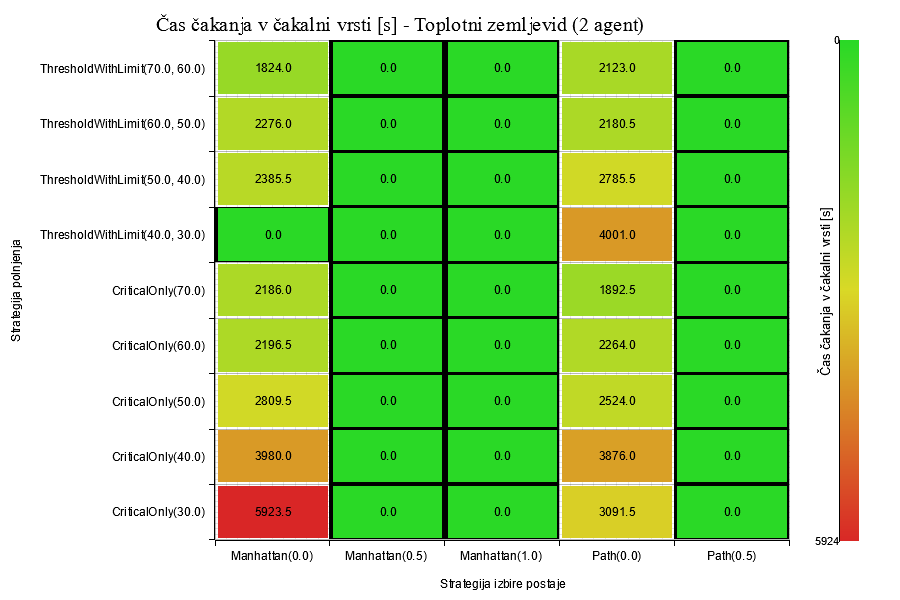 Čas čakanja v čakalni vrsti [s] - Toplotni zemljevid (2 agent)
ThresholdWithLimit(70.0, 60.0) 1824.0 0.0 0.0 2123.0 0.0
ThresholdWithLimit(60.0, 50.0) 2276.0 0.0 0.0 2180.5 0.0
ThresholdWithLimit(50.0, 40.0) 2385.5 0.0 0.0 2785.5 0.0
ThresholdWithLimit(40.0, 30.0) 0.0 0.0 0.0 4001.0 0.0
CriticalOnly(70.0) 2186.0 0.0 0.0 1892.5 0.0
CriticalOnly(60.0) 2196.5 0.0 0.0 2264.0 0.0
CriticalOnly(50.0) 2809.5 0.0 0.0 2524.0 0.0
CriticalOnly(40.0) 3980.0 0.0 0.0 3876.0 0.0
CriticalOnly(30.0) 5923.5 0.0 0.0 3091.5 0.0
Manhattan(0.0) Manhattan(0.5) Manhattan(1.0) Path(0.0) Path(0.5)
Strategija izbire postaje
Strategija polnjenja
0
5924
Čas čakanja v čakalni vrsti [s]